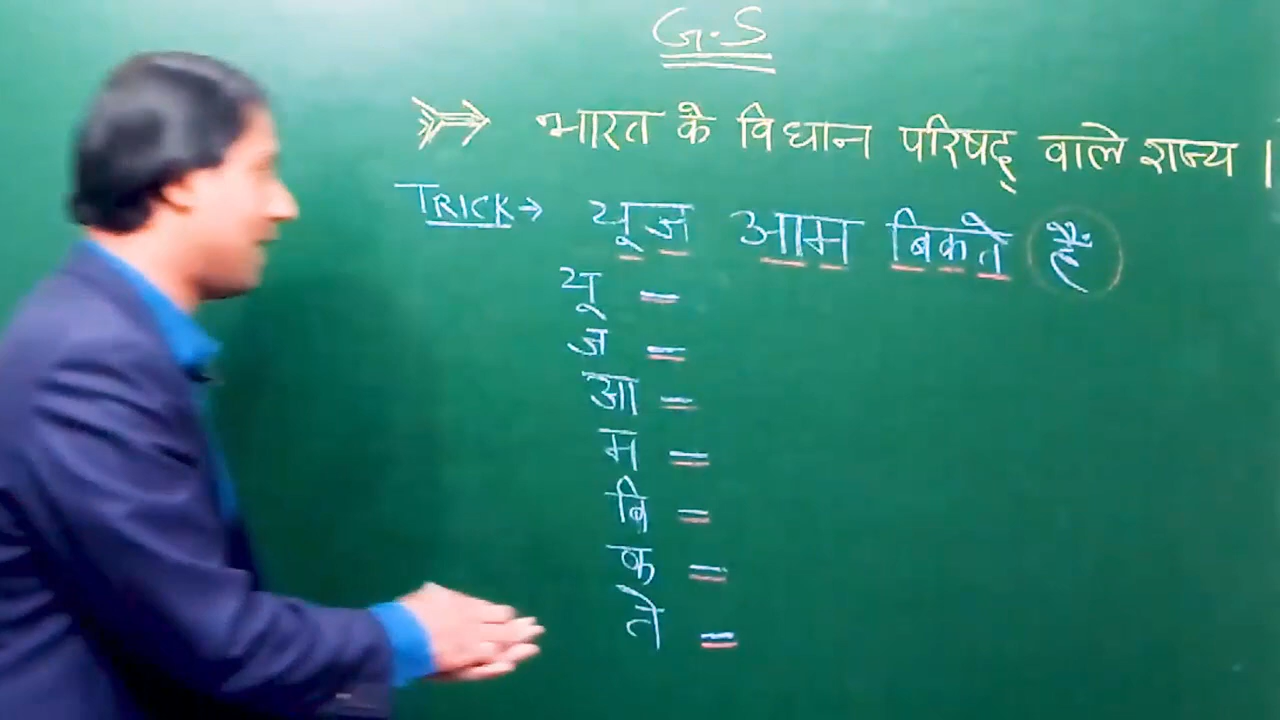 G.S
भारत के विधान परिषद् वाले राज्य।
TRICK → यूज आम बिकते हैं
यू =
ज =
आ =
म =
बि =
क =
ते =